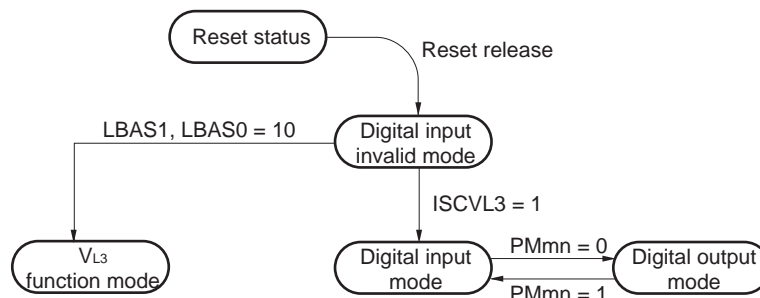 Reset status
Reset release
LBAS1, LBAS0 = 10
Digital input
invalid mode
ISCVL3 = 1
VL3
function mode
Digital input
mode
PMmn = 0
PMmn = 1
Digital output
mode